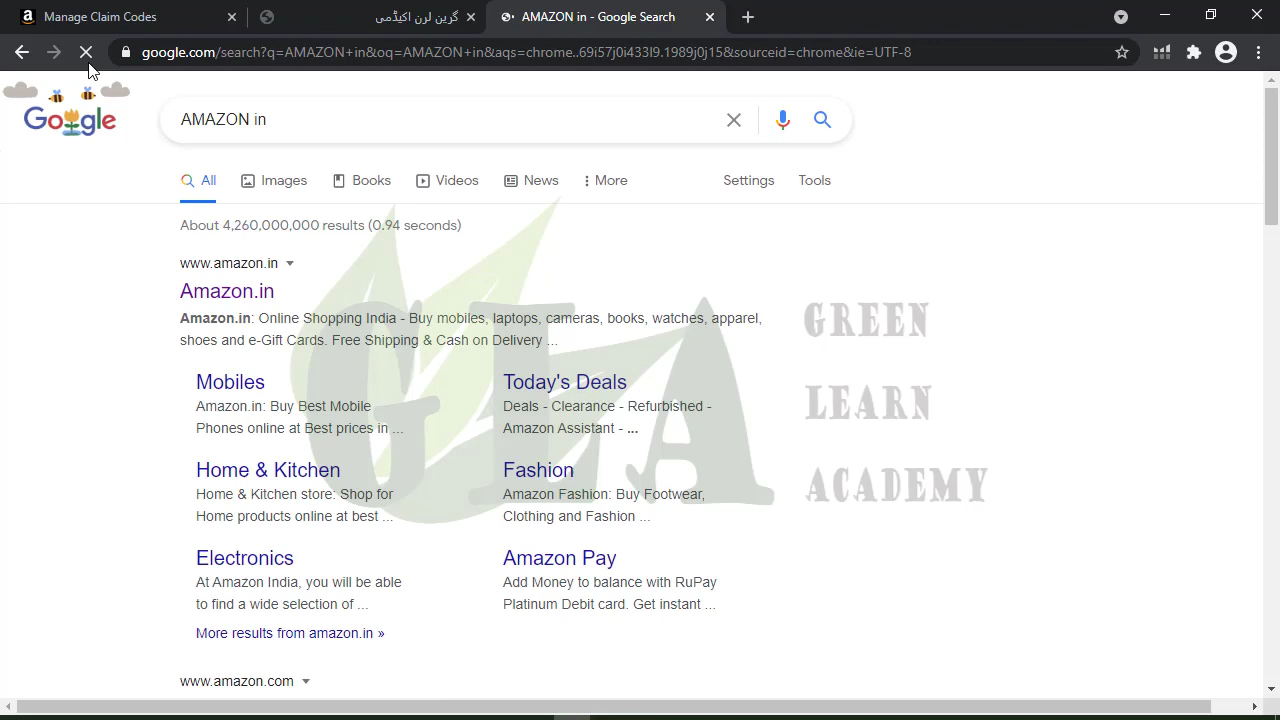 Manage Claim Codes
گرین لرن اکیڈمی
AMAZON in - Google Search
google.com/search?q=AMAZON+in&oq=AMAZON+in&aqs=chrome..69i57j0i433l9.1989j0j15&sourceid=chrome&ie=UTF-8
Google
AMAZON in
All
Images
Books
Videos
News
More
Settings
Tools
About 4,260,000,000 results (0.94 seconds)
www.amazon.in
Amazon.in
Amazon.in: Online Shopping India - Buy mobiles, laptops, cameras, books, watches, apparel,
shoes and e-Gift Cards. Free Shipping & Cash on Delivery ...
Mobiles
Amazon.in: Buy Best Mobile
Phones online at Best prices in ...
Today's Deals
Deals - Clearance - Refurbished -
Amazon Assistant - ...
Home & Kitchen
Home & Kitchen store: Shop for
Home products online at best ...
Fashion
Amazon Fashion: Buy Footwear,
Clothing and Fashion ...
Electronics
At Amazon India, you will be able
to find a wide selection of ...
Amazon Pay
Add Money to balance with RuPay
Platinum Debit card. Get instant ...
More results from amazon.in »
www.amazon.com
GLA
GREEN
LEARN
ACADEMY